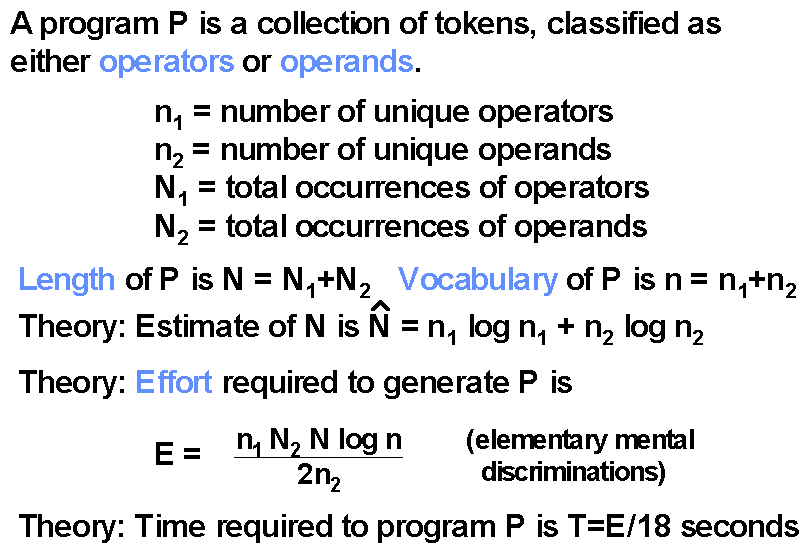 A program P is a collection of tokens, classified as
either operators or operands.
n₁ = number of unique operators
n₂ = number of unique operands
N₁ = total occurrences of operators
N₂ = total occurrences of operands
Length of P is N = N₁+N₂ Vocabulary of P is n = n₁+n₂
Theory: Estimate of N is N̂ = n₁ log n₁ + n₂ log n₂
Theory: Effort required to generate P is
E = n₁ N₂ N log n / 2n₂ (elementary mental
discriminations)
Theory: Time required to program P is T=E/18 seconds